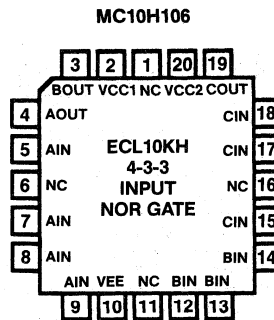 MC10H106
3 2 1 20 19
BOUT VCC1 NC VCC2 COUT
4 AOUT CIN 18
5 AIN ECL10KH CIN 17
4-3-3
6 NC INPUT NC 16
NOR GATE
7 AIN CIN 15
8 AIN BIN 14
AIN VEE NC BIN BIN
9 10 11 12 13